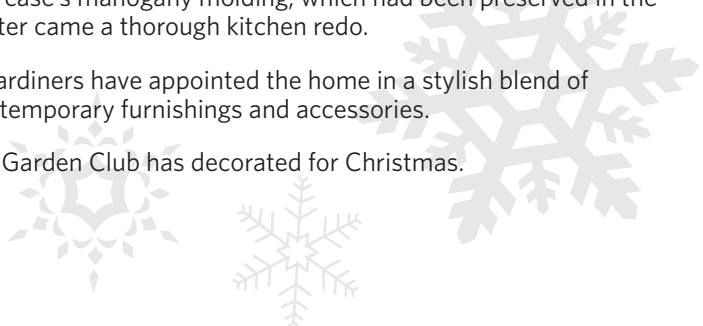 case's mahogany molding, which had been preserved in the
ter came a thorough kitchen redo.
ardiners have appointed the home in a stylish blend of
temporary furnishings and accessories.
Garden Club has decorated for Christmas.